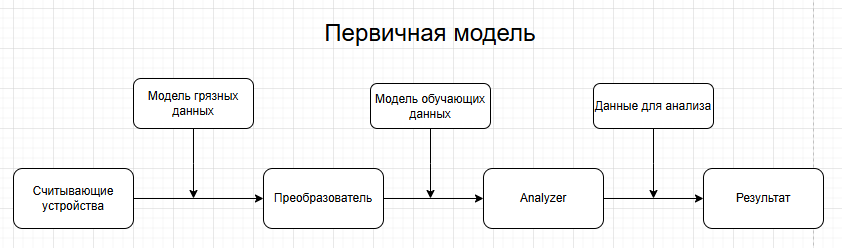 Первичная модель
Модель грязных
данных
Модель обучающих
данных
Данные для анализа
Считывающие
устройства
Преобразователь
Analyzer
Результат